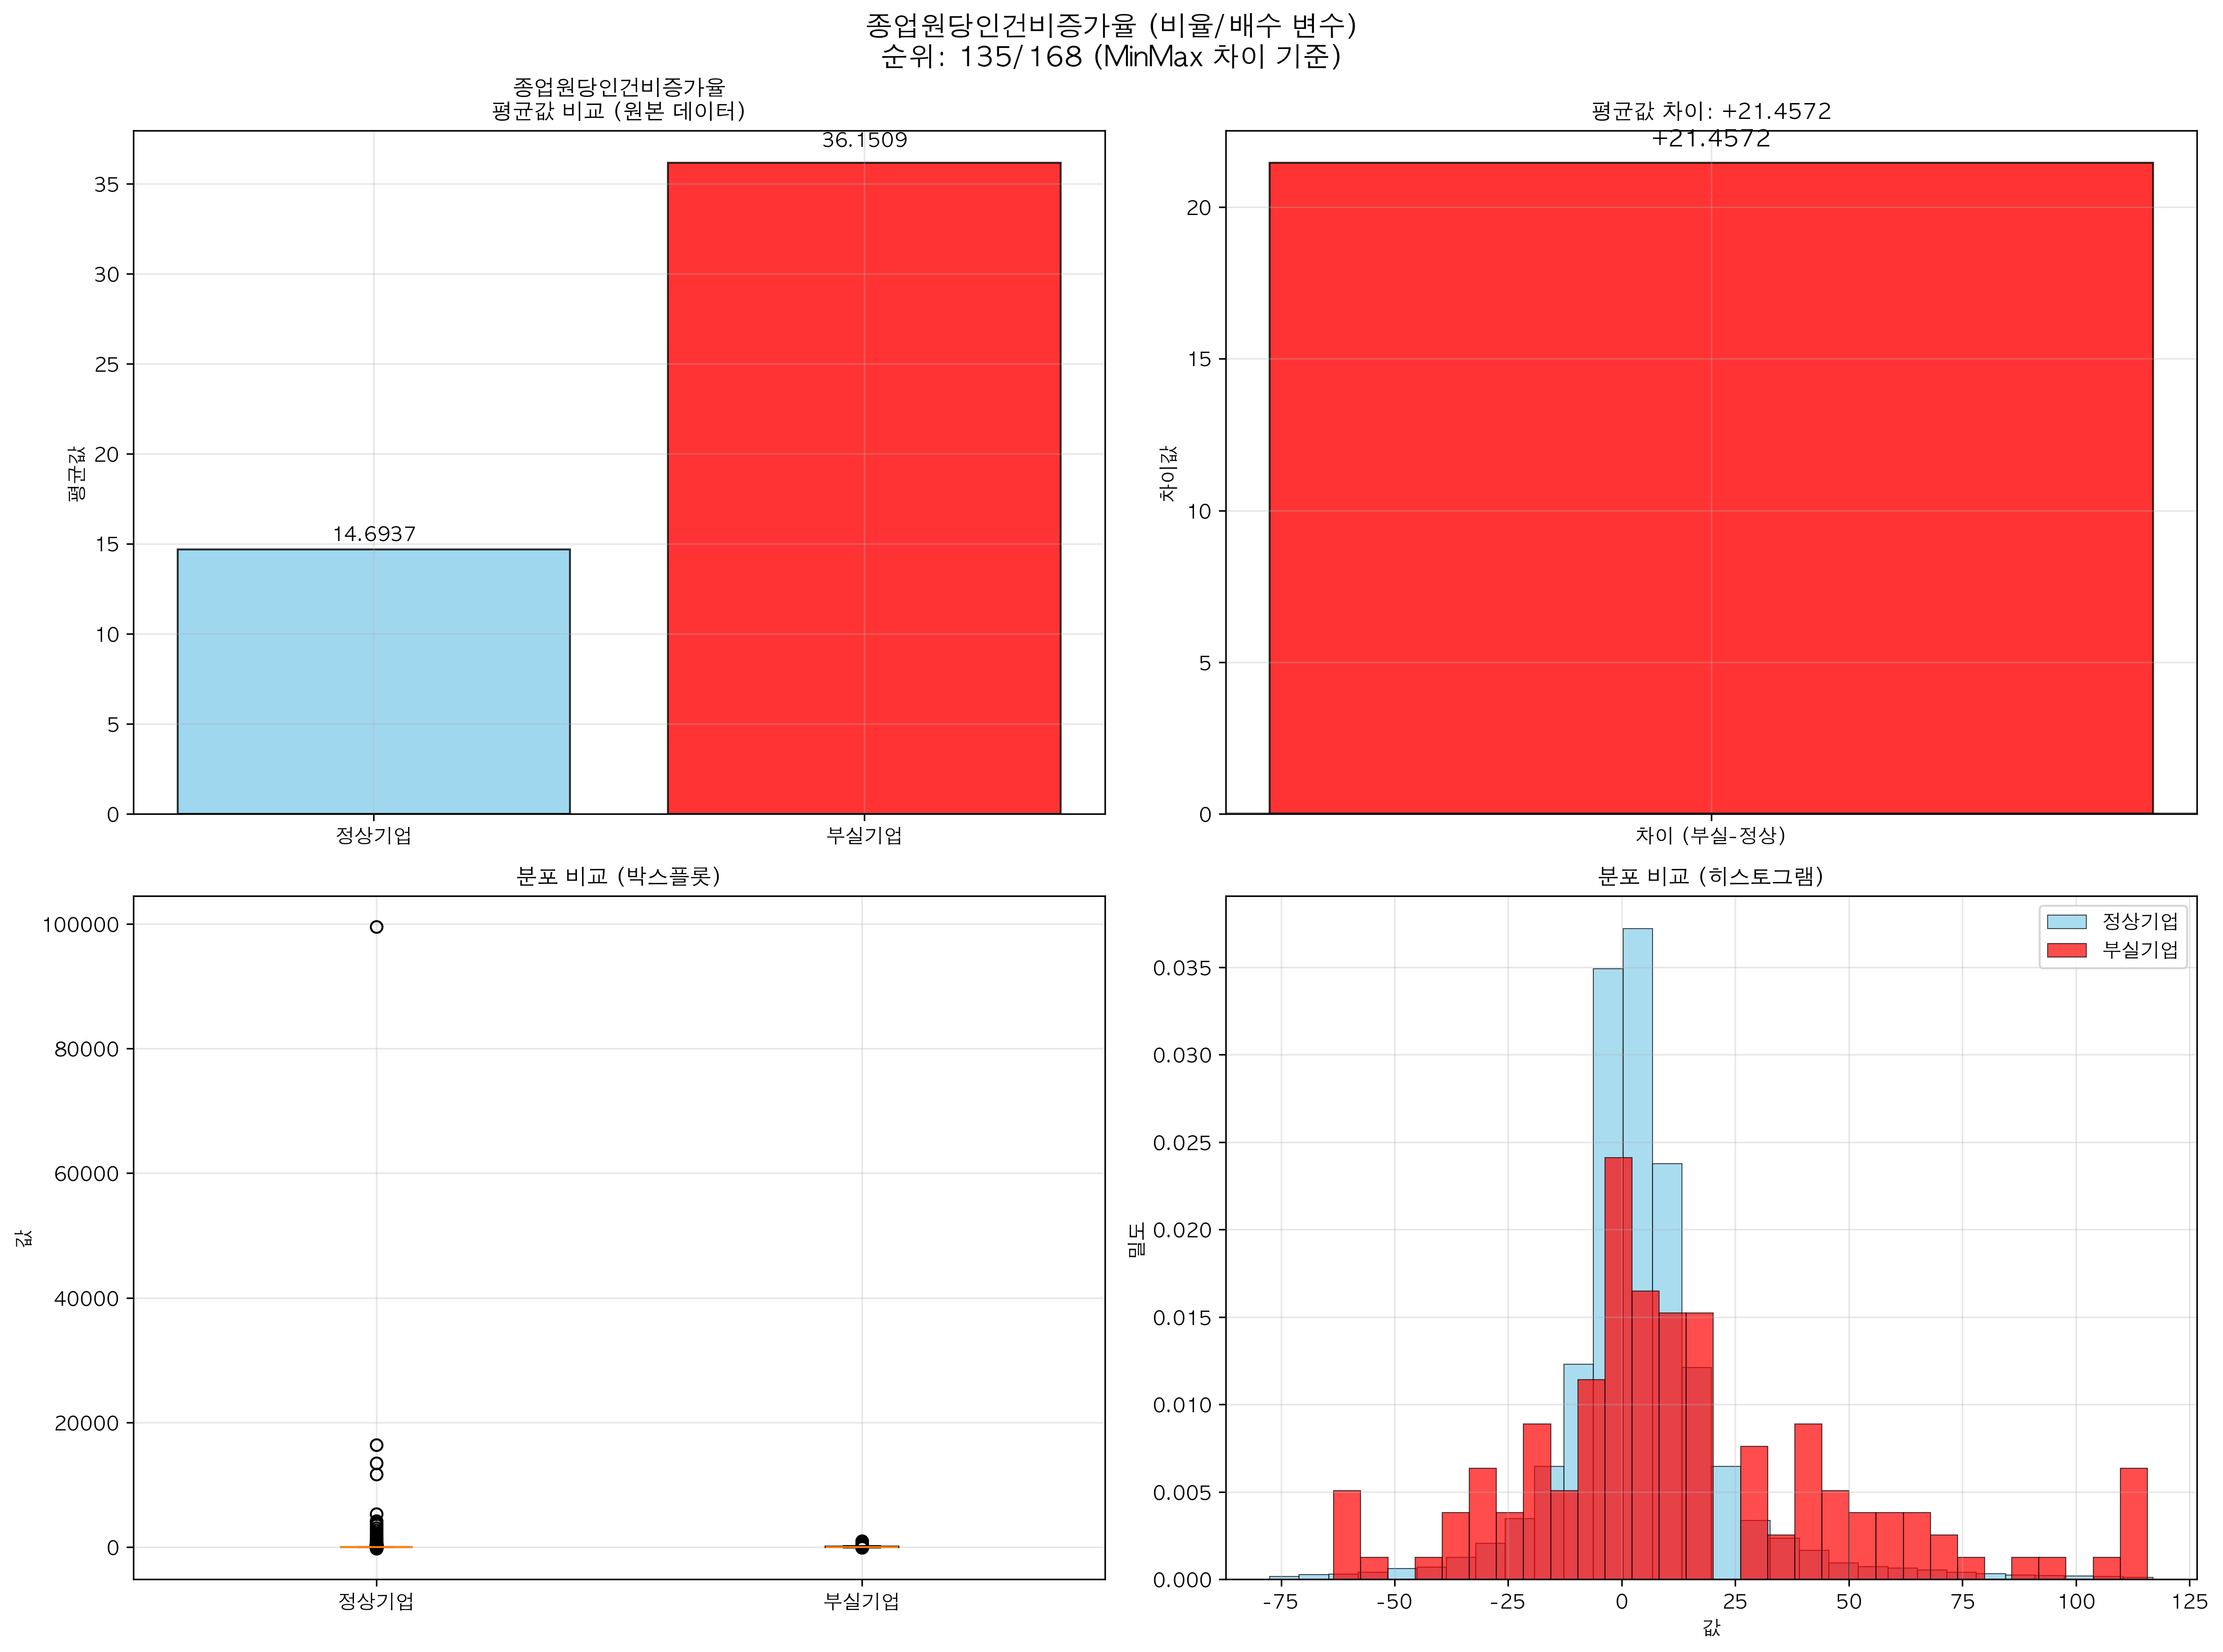 종업원당인건비증가율 (비율/배수 변수)
순위: 135/168 (MinMax 차이 기준)
종업원당인건비증가율
평균값 비교 (원본 데이터)
36.1509
14.6937
35
30
25
20
15
10
5
0
평균값
정상기업
부실기업
평균값 차이: +21.4572
+21.4572
20
15
10
5
0
차이값
차이 (부실-정상)
분포 비교 (박스플롯)
100000
80000
60000
40000
20000
0
값
정상기업
부실기업
분포 비교 (히스토그램)
정상기업
부실기업
0.035
0.030
0.025
0.020
0.015
0.010
0.005
0.000
밀도
-75
-50
-25
0
25
50
75
100
125
값